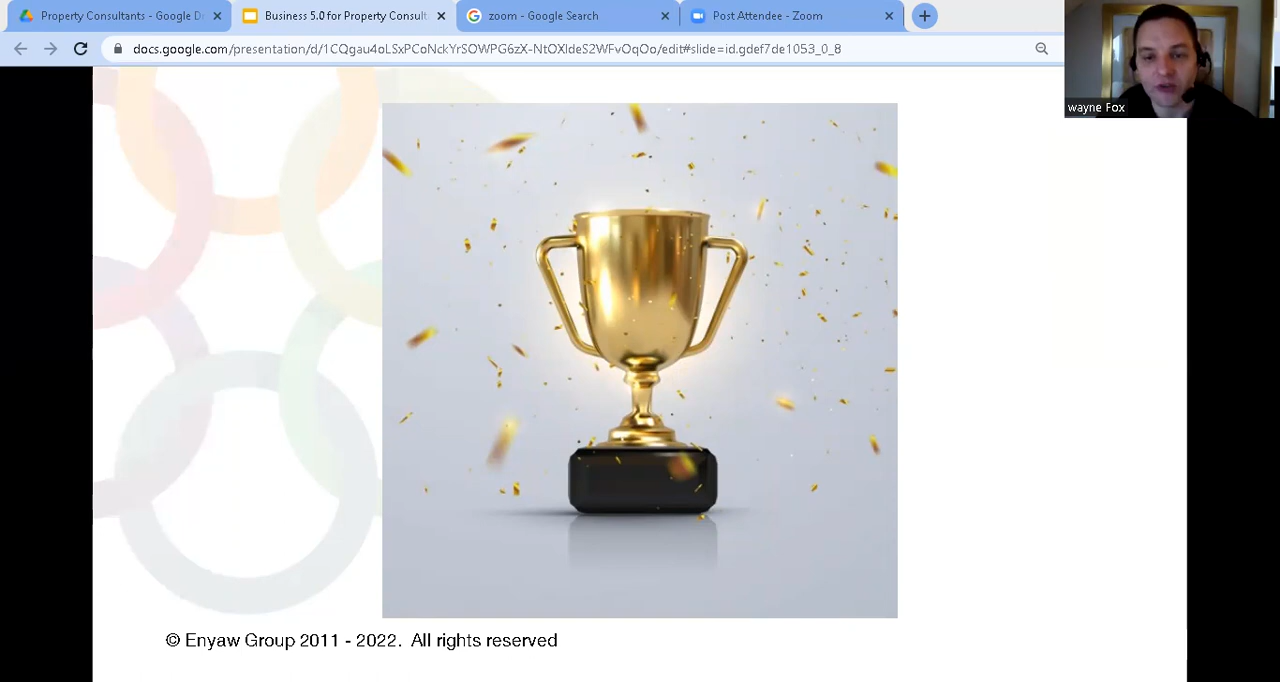 Property Consultants - Google Dr
Business 5.0 for Property Consult
zoom - Google Search
Post Attendee - Zoom
docs.google.com/presentation/d/1CQgau4oLSxPCoNckYrSOWPG6zX-NtOXldeS2WFvOqOo/edit#slide=id.gdef7de1053_0_8
wayne Fox
© Enyaw Group 2011 - 2022. All rights reserved